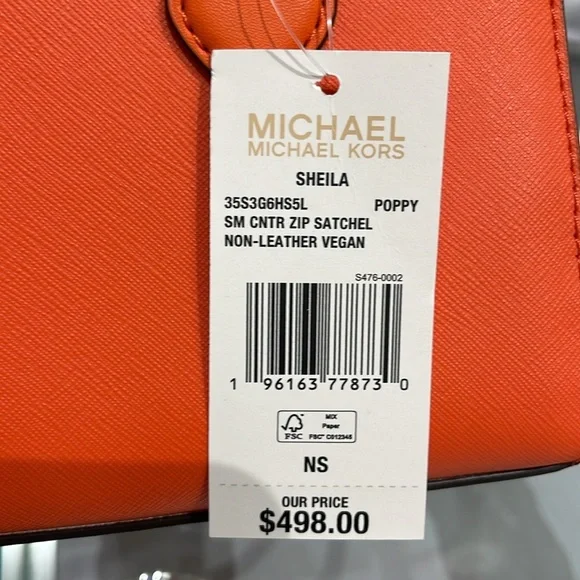 MICHAEL
MICHAEL KORS
SHEILA
35S3G6HS5L POPPY
SM CNTR ZIP SATCHEL
NON-LEATHER VEGAN
S476-0002
1 96163 77873 0
FSC MIX
Paper
FSC® C012345
NS
OUR PRICE
$498.00